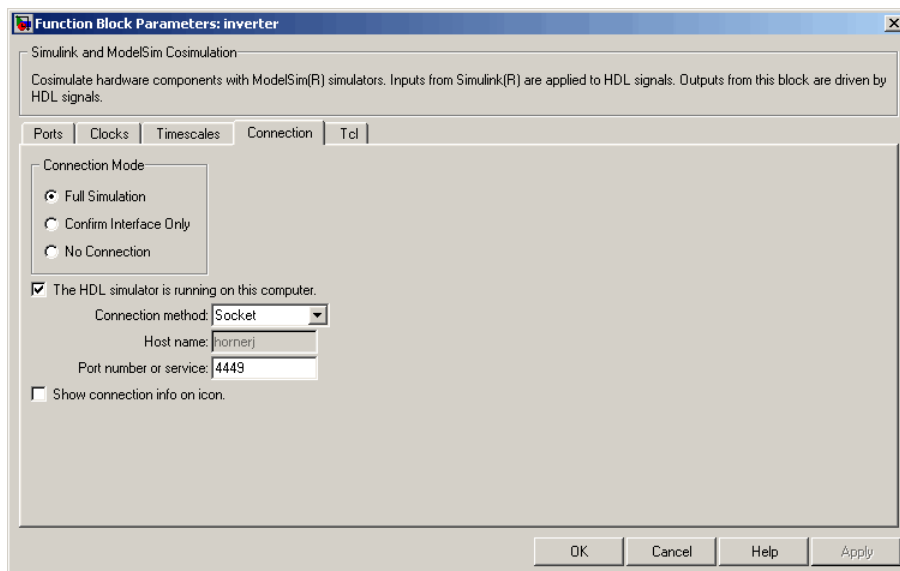 Function Block Parameters: inverter
Simulink and ModelSim Cosimulation
Cosimulate hardware components with ModelSim(R) simulators. Inputs from Simulink(R) are applied to HDL signals. Outputs from this block are driven by
HDL signals.
Ports Clocks Timescales Connection Tcl
Connection Mode
Full Simulation
Confirm Interface Only
No Connection
The HDL simulator is running on this computer.
Connection method: Socket
Host name: hornerj
Port number or service: 4449
Show connection info on icon.
OK Cancel Help Apply